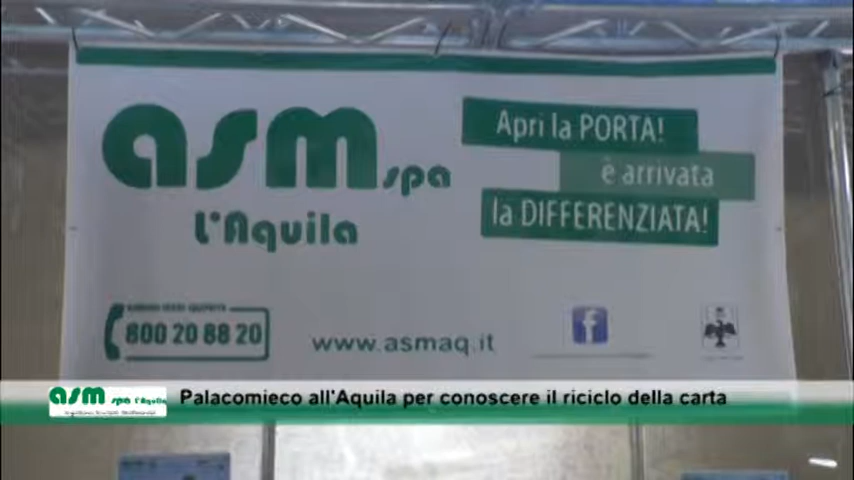 asm spa
L'Aquila
Apri la PORTA!
è arrivata
la DIFFERENZIATA!
800 20 88 20
www.asmaq.it
f
asm spa L'Aquila
Palacomieco all'Aquila per conoscere il riciclo della carta